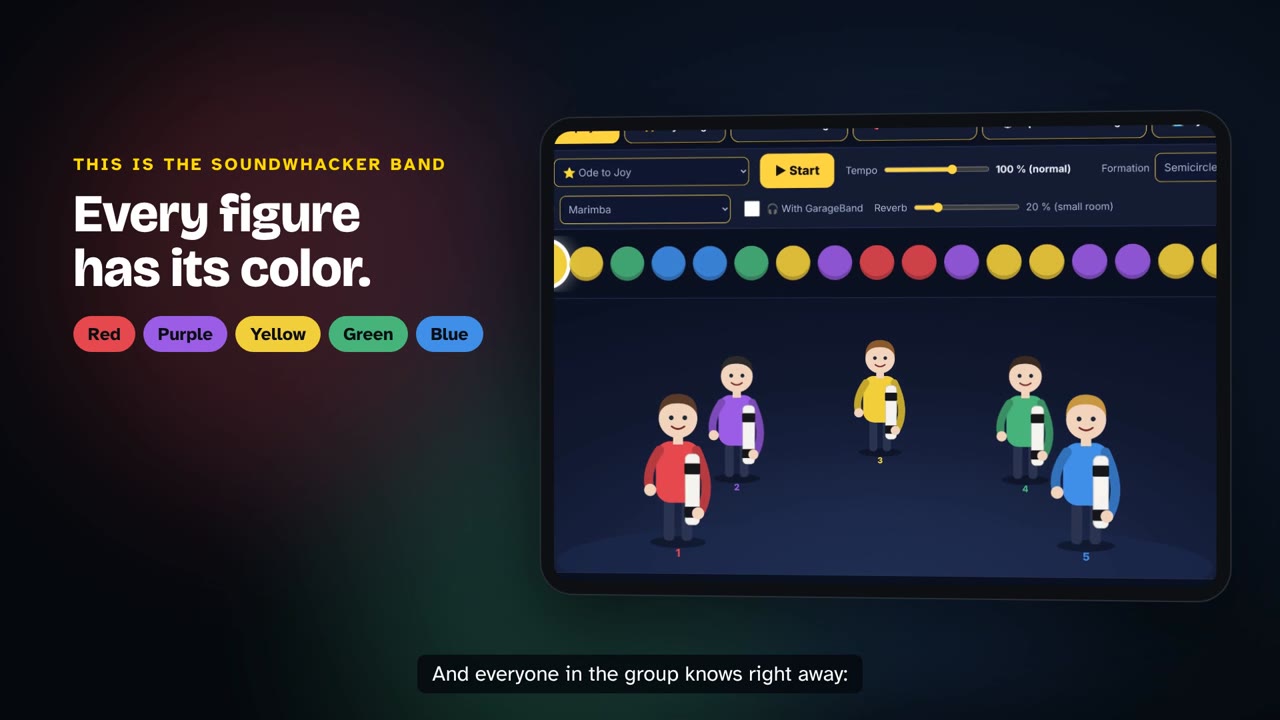 THIS IS THE SOUNDWHACKER BAND
Every figure
has its color.
Red Purple Yellow Green Blue
⭐ Ode to Joy
▶ Start
Tempo
100 % (normal)
Formation
Semicircle
Marimba
🎧 With GarageBand
Reverb
20 % (small room)
3
2
4
1
5
And everyone in the group knows right away: